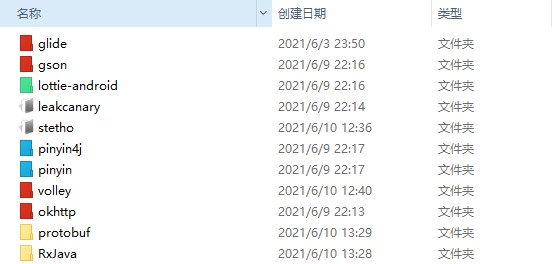 名称 创建日期 类型
glide 2021/6/3 23:50 文件夹
gson 2021/6/9 22:16 文件夹
lottie-android 2021/6/9 22:16 文件夹
leakcanary 2021/6/9 22:14 文件夹
stetho 2021/6/10 12:36 文件夹
pinyin4j 2021/6/9 22:17 文件夹
pinyin 2021/6/9 22:17 文件夹
volley 2021/6/10 12:40 文件夹
okhttp 2021/6/9 22:13 文件夹
protobuf 2021/6/10 13:29 文件夹
RxJava 2021/6/10 13:28 文件夹